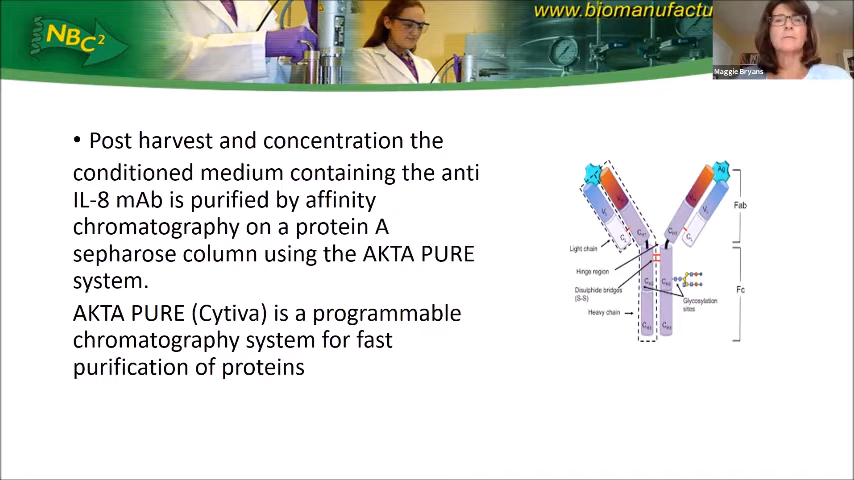 www.biomanufactu
NBC²
Maggie Bryans
• Post harvest and concentration the
conditioned medium containing the anti
IL-8 mAb is purified by affinity
chromatography on a protein A
sepharose column using the AKTA PURE
system.
AKTA PURE (Cytiva) is a programmable
chromatography system for fast
purification of proteins
Ag
Fab
Light chain
Hinge region
Disulphide bridges
(S-S)
Heavy chain
Glycosylation
sites
Fc